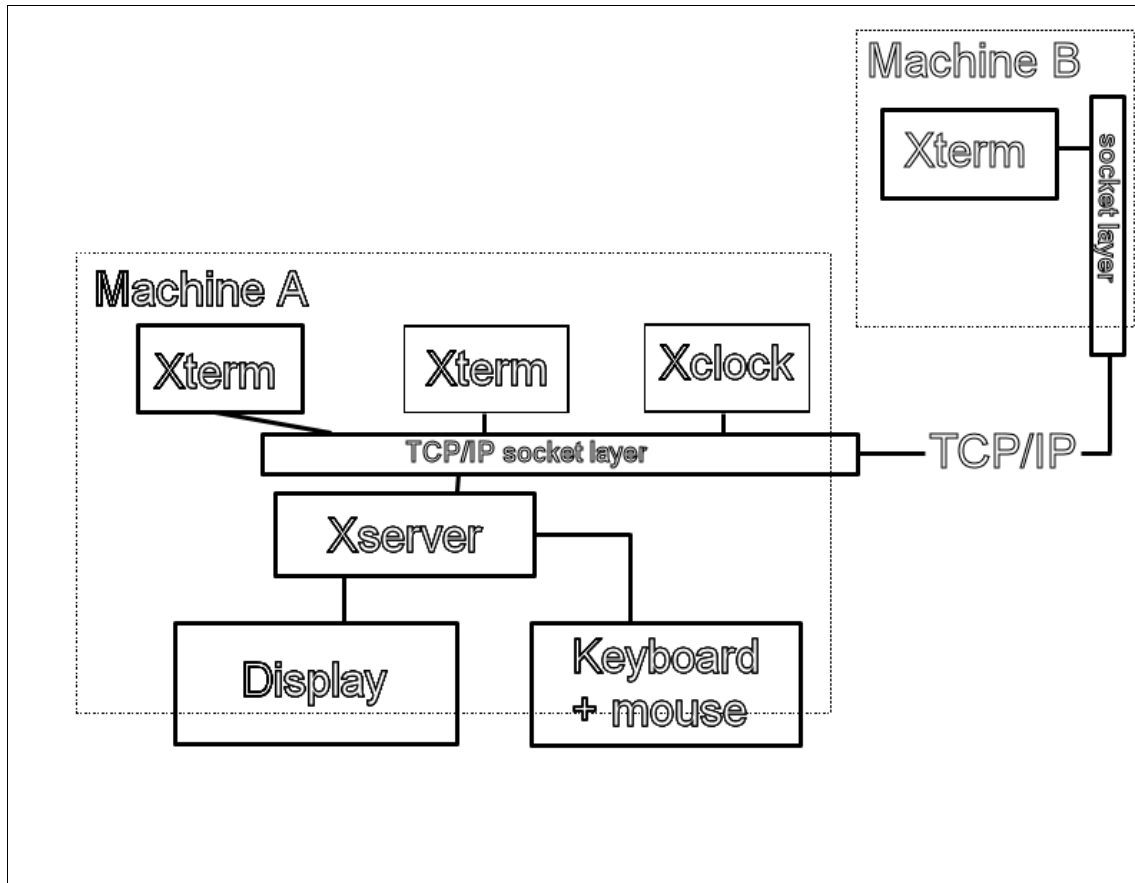 Machine B
Xterm
socket layer
Machine A
Xterm
Xterm
Xclock
TCP/IP socket layer
TCP/IP
Xserver
Display
Keyboard
+ mouse